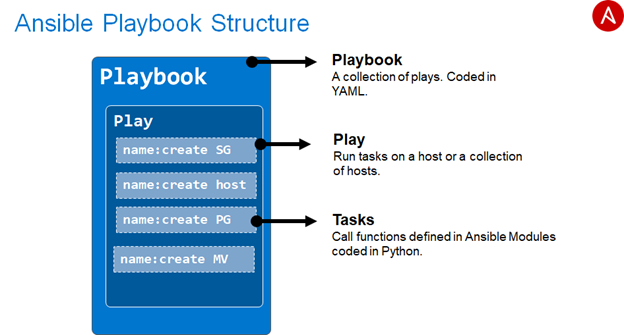 Ansible Playbook Structure
A
Playbook
Play
name:create SG
name:create host
name:create PG
name:create MV
Playbook
A collection of plays. Coded in
YAML.
Play
Run tasks on a host or a collection
of hosts.
Tasks
Call functions defined in Ansible Modules
coded in Python.